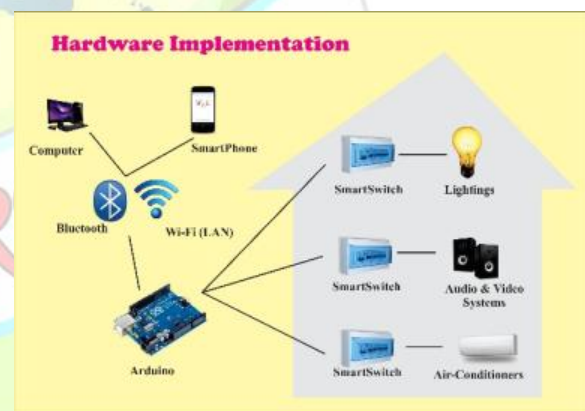 Hardware Implementation
Computer
SmartPhone
Bluetooth
Wi-Fi (LAN)
Arduino
SmartSwitch
Lightings
SmartSwitch
Audio & Video
Systems
SmartSwitch
Air-Conditioners